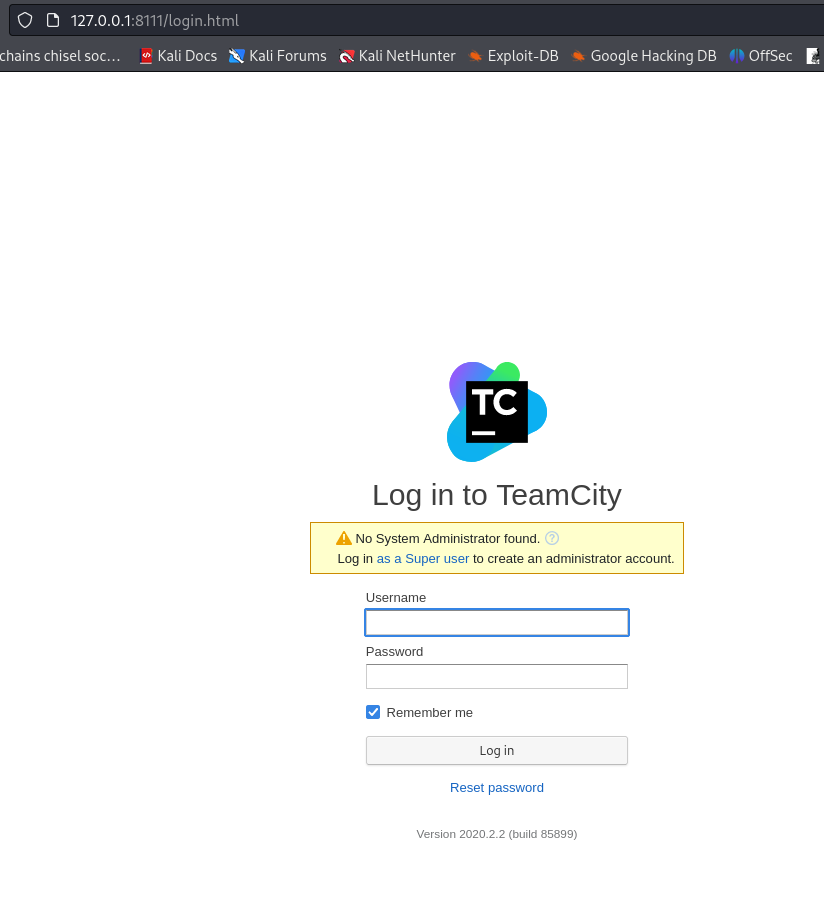 127.0.0.1:8111/login.html
chains chisel soc… Kali Docs Kali Forums Kali NetHunter Exploit-DB Google Hacking DB OffSec
TC
Log in to TeamCity
No System Administrator found.
Log in as a Super user to create an administrator account.
Username
Password
Remember me
Log in
Reset password
Version 2020.2.2 (build 85899)